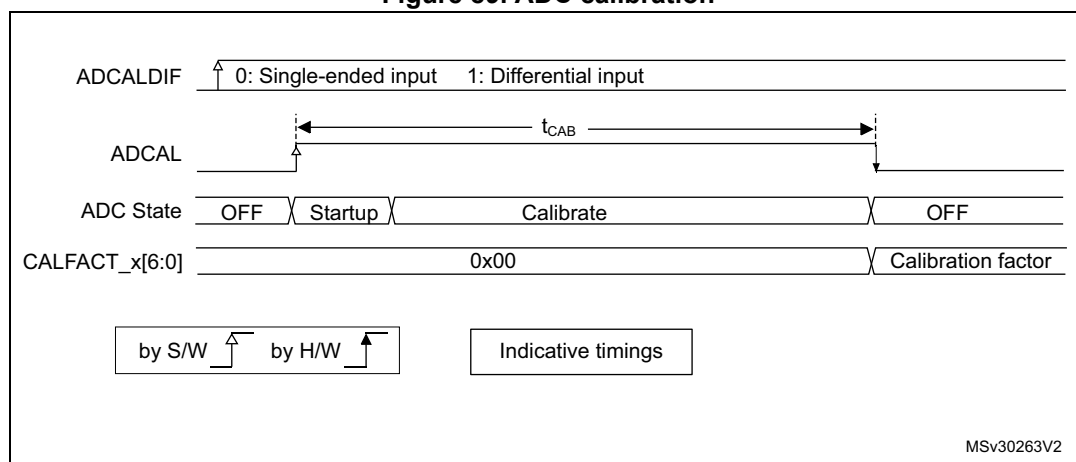 Figure ADC calibration
ADCALDIF 0: Single-ended input 1: Differential input
tCAB
ADCAL
ADC State OFF Startup Calibrate OFF
CALFACT_x[6:0] 0x00 Calibration factor
by S/W by H/W Indicative timings
MSv30263V2